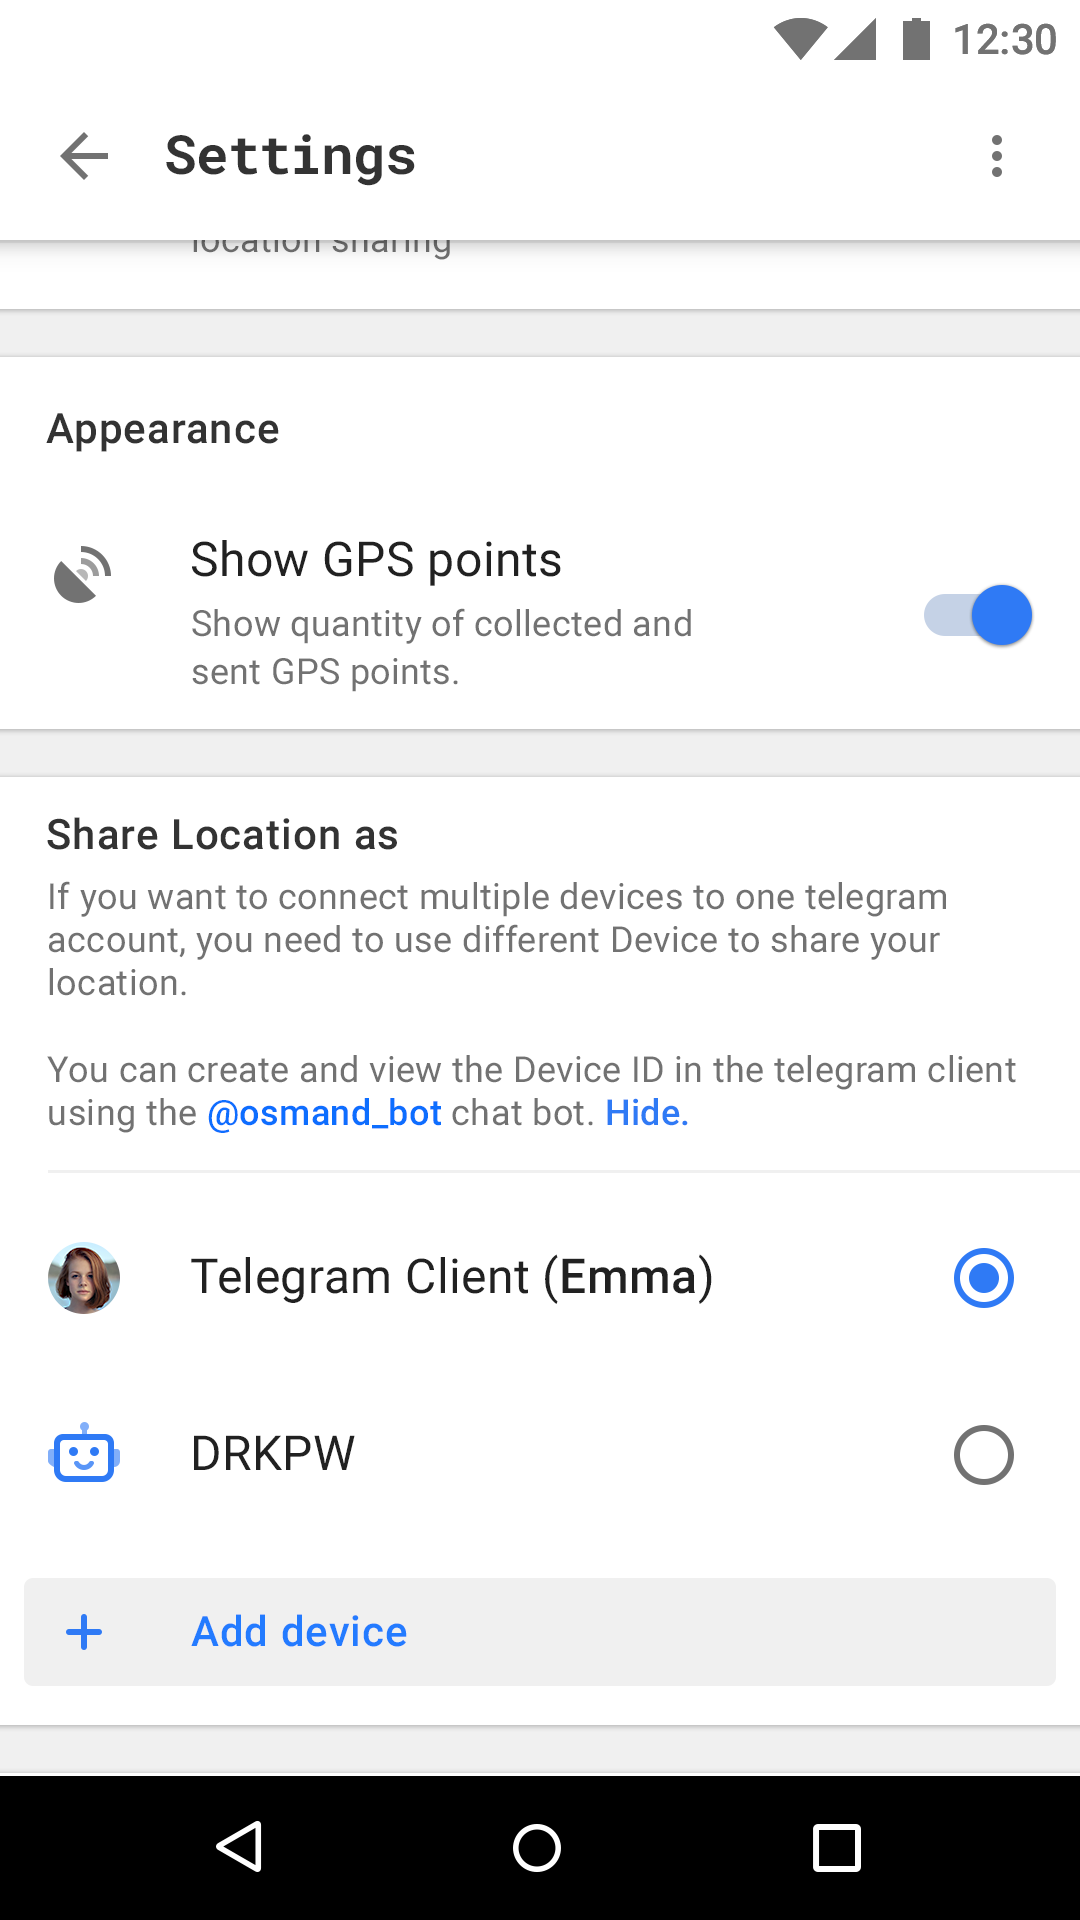 12:30
Settings
location sharing
Appearance
Show GPS points
Show quantity of collected and
sent GPS points.
Share Location as
If you want to connect multiple devices to one telegram
account, you need to use different Device to share your
location.
You can create and view the Device ID in the telegram client
using the @osmand_bot chat bot. Hide.
Telegram Client (Emma)
DRKPW
Add device